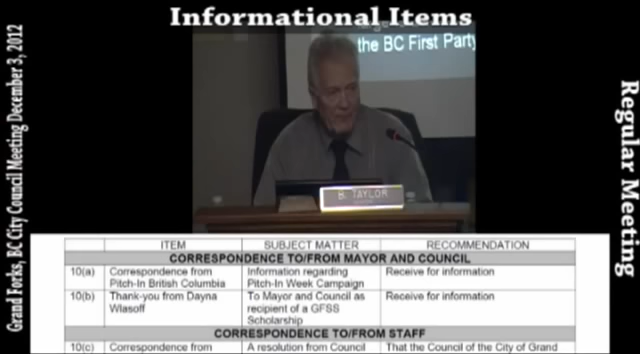 Informational Items
the BC First Party
Grand Forks, BC City Council Meeting December 3, 2012
Regular Meeting
B. TAYLOR
ITEM SUBJECT MATTER RECOMMENDATION
CORRESPONDENCE TO/FROM MAYOR AND COUNCIL
10(a) Correspondence from Information regarding Receive for information
Pitch-In British Columbia Pitch-In Week Campaign
10(b) Thank-you from Dayna To Mayor and Council as Receive for information
Wlasoff recipient of a GFSS
Scholarship
CORRESPONDENCE TO/FROM STAFF
10(c) Correspondence from A resolution from Council That the Council of the City of Grand